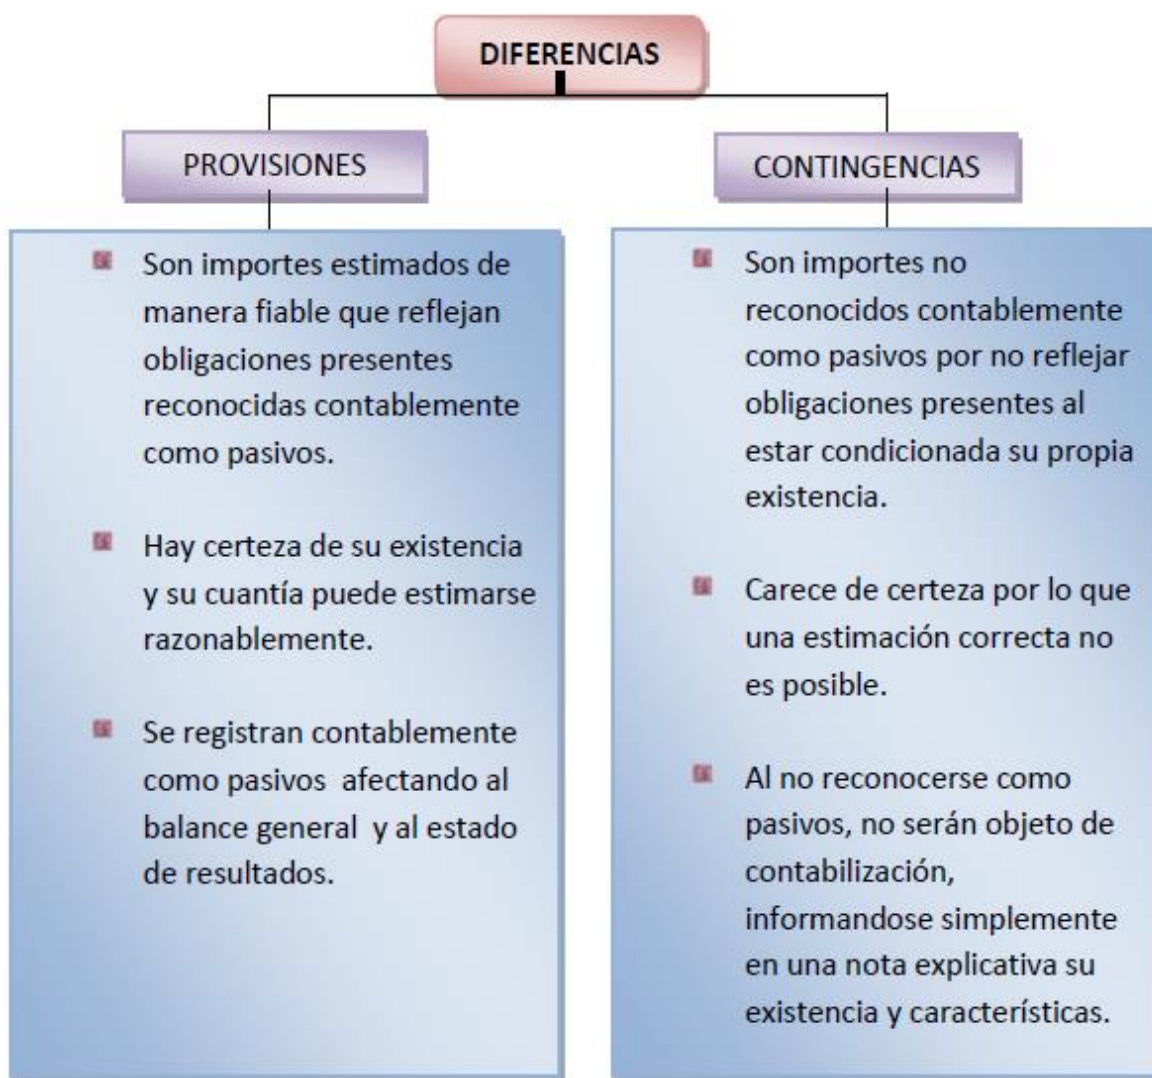 DIFERENCIAS
PROVISIONES
Son importes estimados de
manera fiable que reflejan
obligaciones presentes
reconocidas contablemente
como pasivos.
Hay certeza de su existencia
y su cuantía puede estimarse
razonablemente.
Se registran contablemente
como pasivos afectando al
balance general y al estado
de resultados.
CONTINGENCIAS
Son importes no
reconocidos contablemente
como pasivos por no reflejar
obligaciones presentes al
estar condicionada su propia
existencia.
Carece de certeza por lo que
una estimación correcta no
es posible.
Al no reconocerse como
pasivos, no serán objeto de
contabilización,
informandose simplemente
en una nota explicativa su
existencia y característícas.